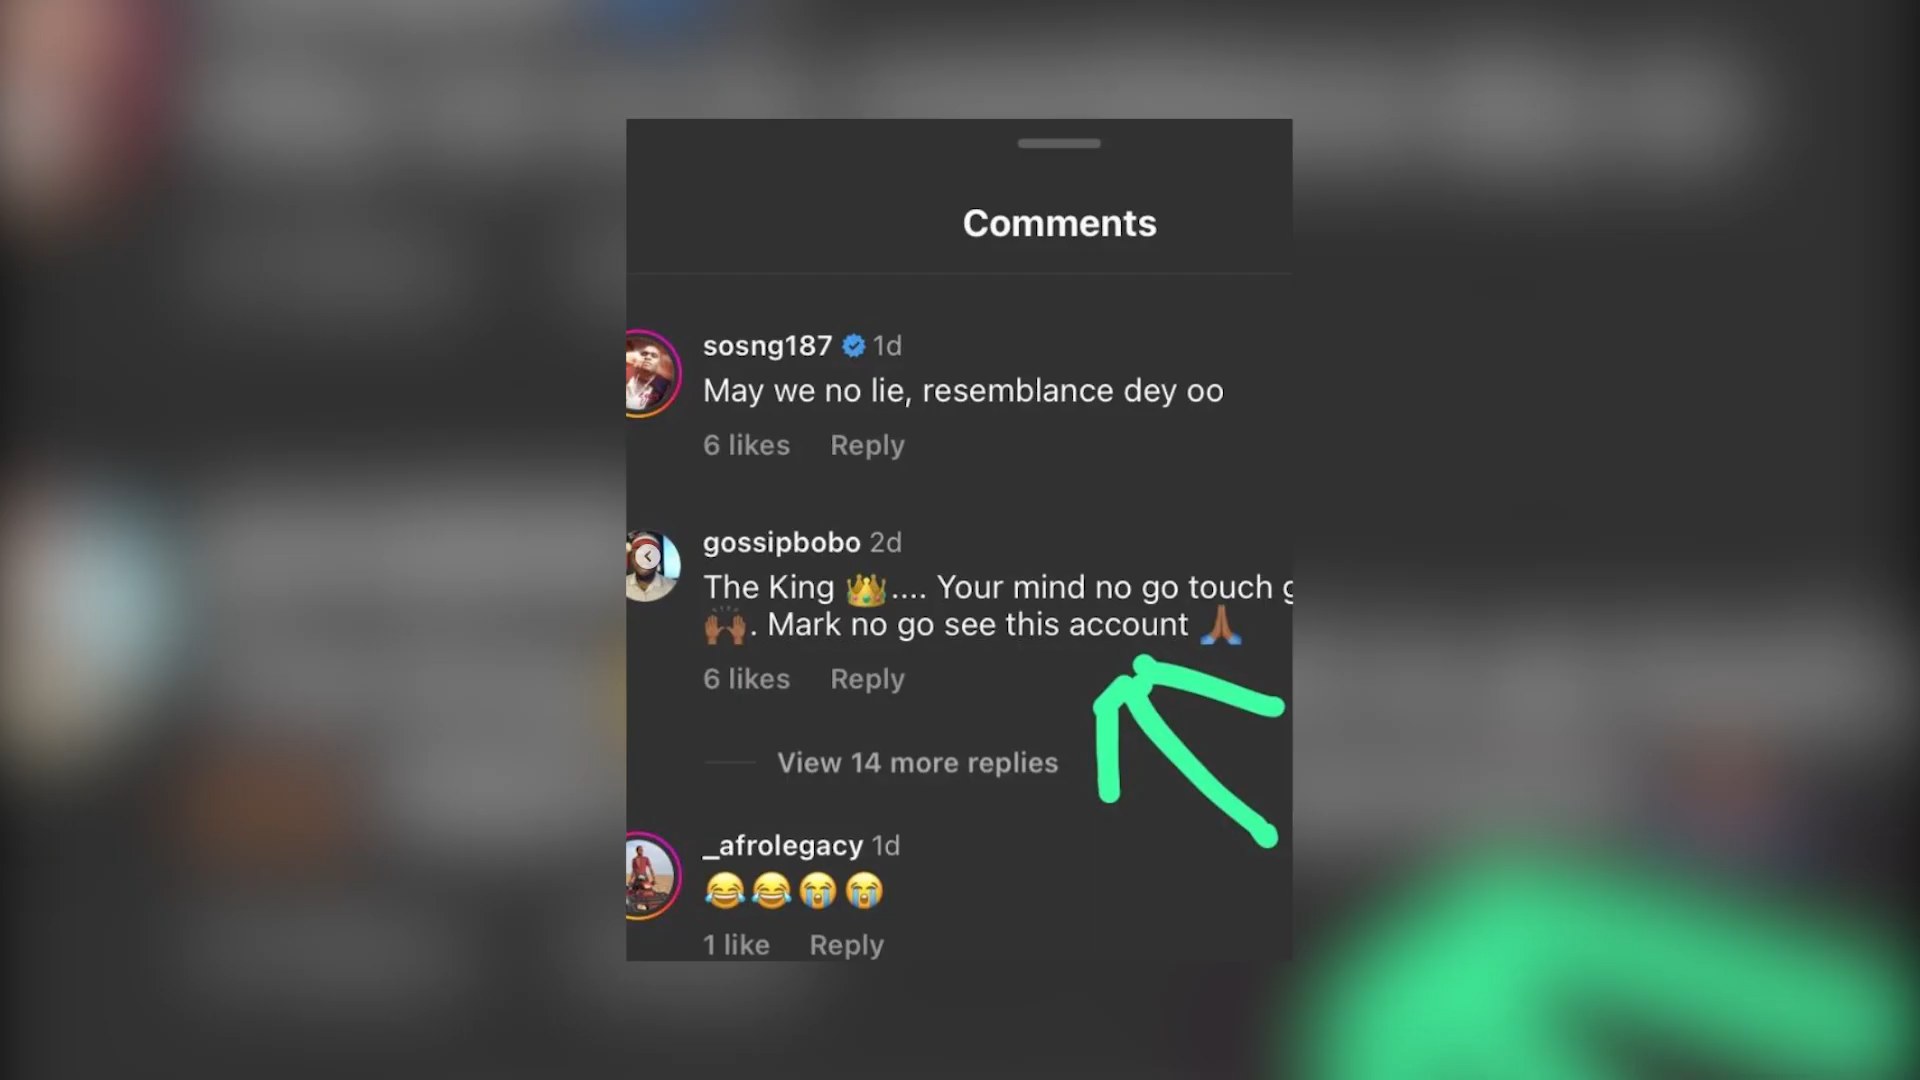 Comments
sosng187 1d
May we no lie, resemblance dey oo
6 likes Reply
gossipbobo 2d
The King 👑.... Your mind no go touch
🙌🏾. Mark no go see this account 🙏🏾
6 likes Reply
View 14 more replies
_afrolegacy 1d
😂😂😭😭
1 like Reply